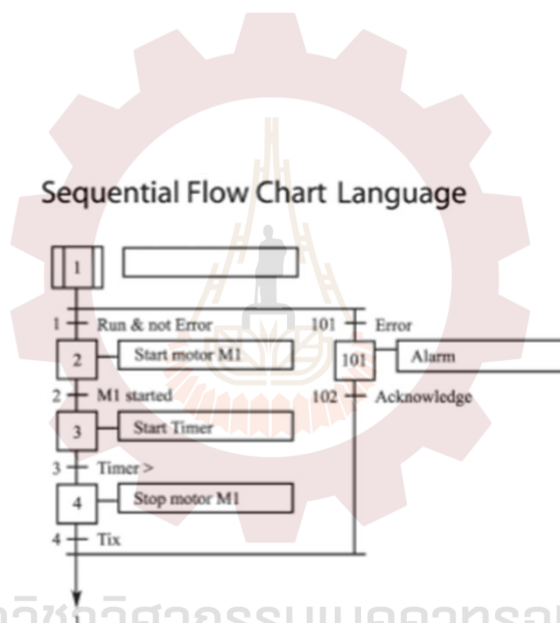 Sequential Flow Chart Language
1
1 Run & not Error 101 Error
2 Start motor M1 101 Alarm
2 M1 started 102 Acknowledge
3 Start Timer
3 Timer >
4 Stop motor M1
4 Tix